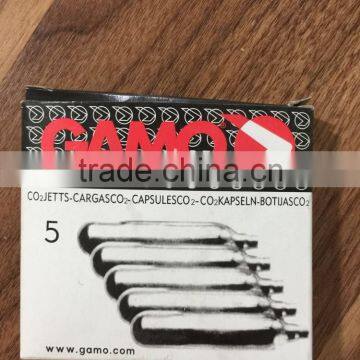 GAMO
trade.china.cn
CO₂JETTS-CARGASCO₂-CAPSULESCO₂-CO₂KAPSELN-BOTIJASCO₂
5
www.gamo.com